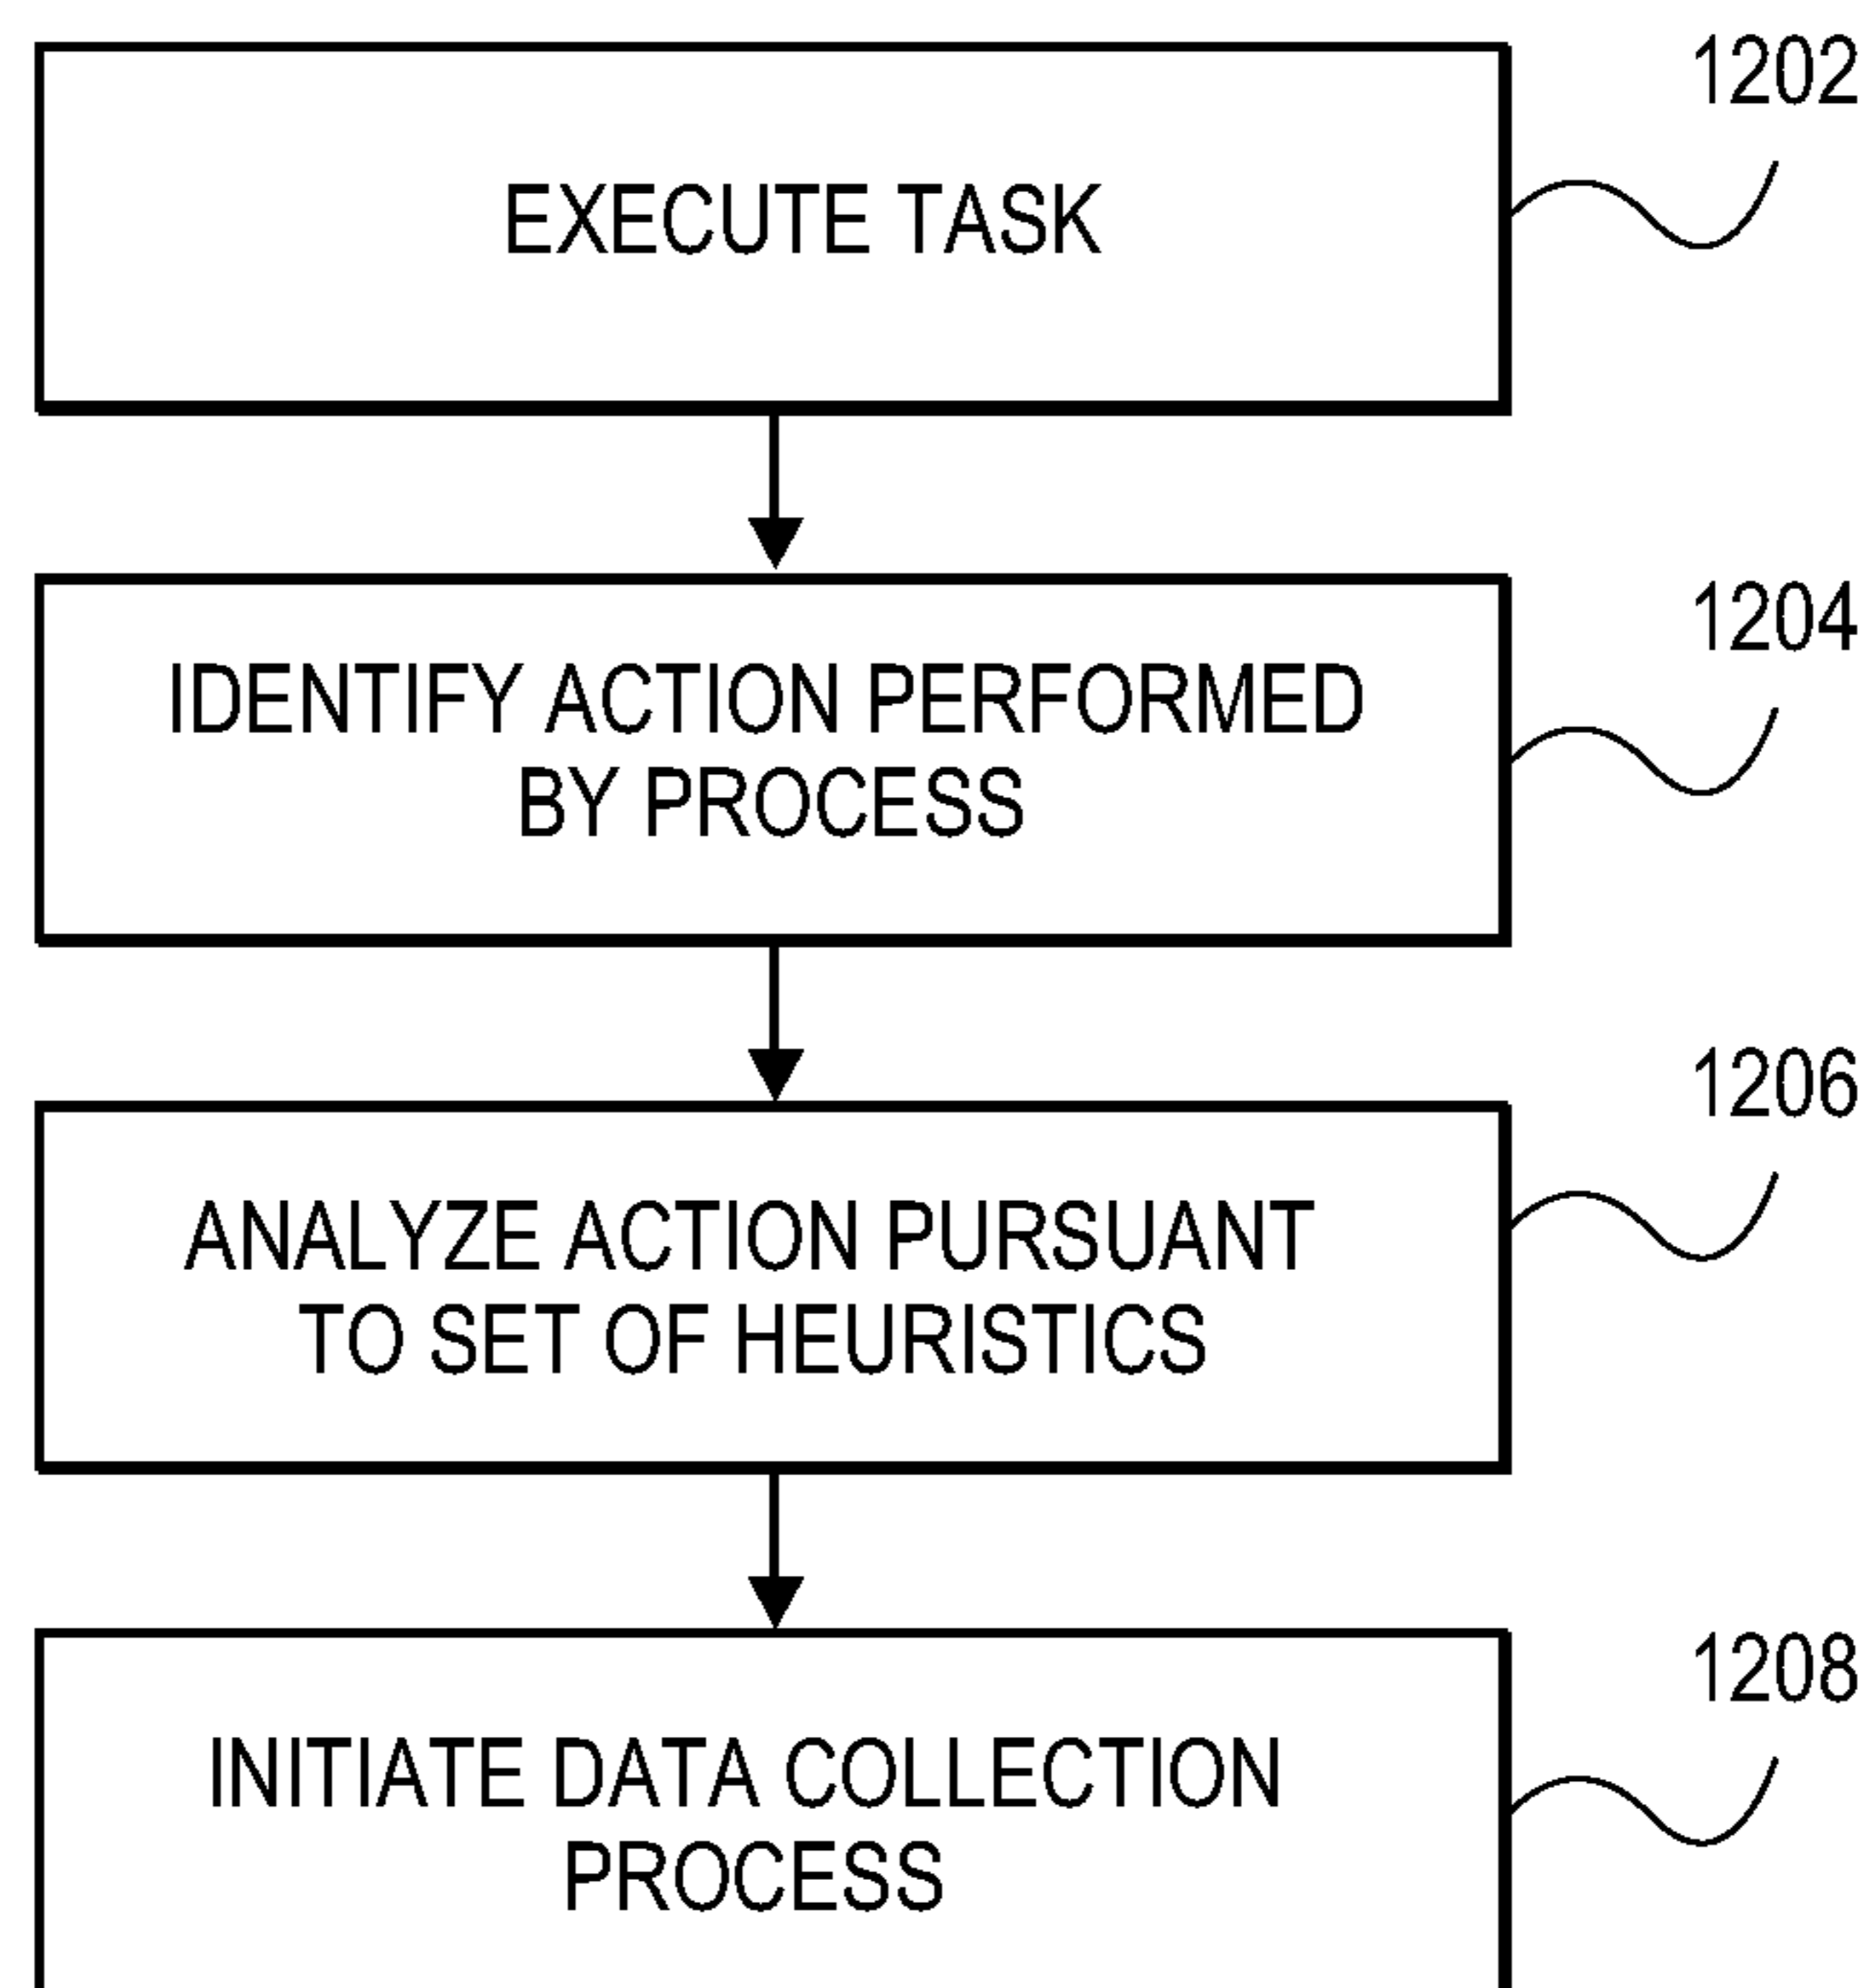 1202
EXECUTE TASK
1204
IDENTIFY ACTION PERFORMED
BY PROCESS
1206
ANALYZE ACTION PURSUANT
TO SET OF HEURISTICS
1208
INITIATE DATA COLLECTION
PROCESS